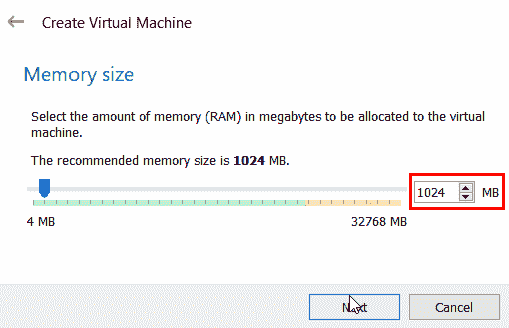 Create Virtual Machine
Memory size
Select the amount of memory (RAM) in megabytes to be allocated to the virtual
machine.
The recommended memory size is 1024 MB.
1024 MB
4 MB 32768 MB
Next Cancel